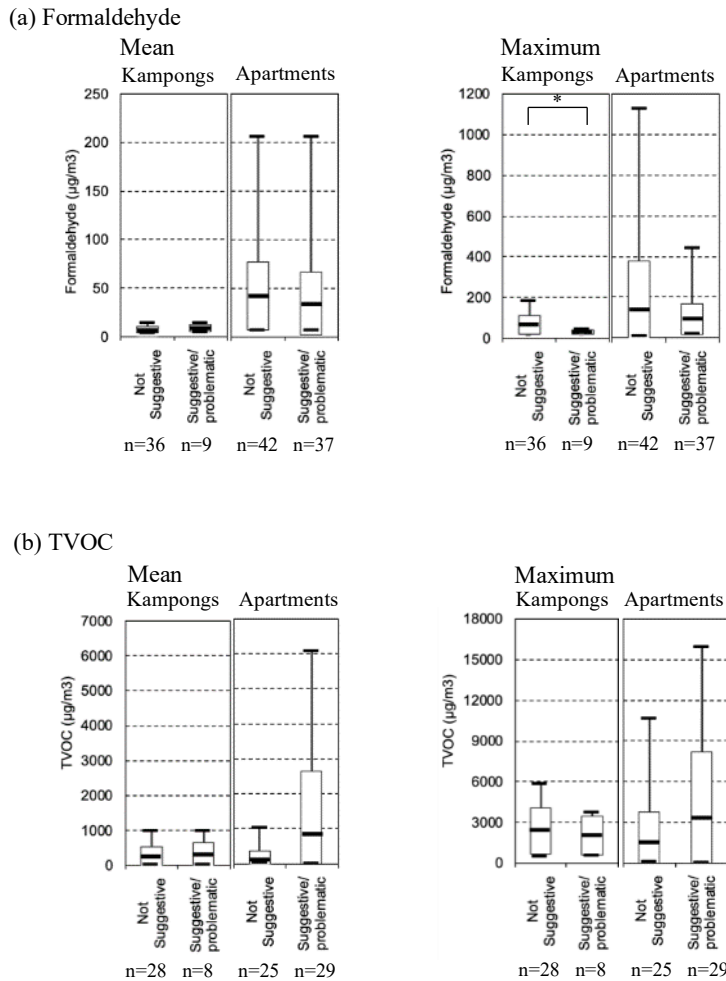 (a) Formaldehyde
Mean
Kampongs Apartments
Formaldehyde (µg/m3)
250
200
150
100
50
0
Not Suggestive
Suggestive/ problematic
Not Suggestive
Suggestive/ problematic
n=36 n=9 n=42 n=37
Maximum
Kampongs Apartments
Formaldehyde (µg/m3)
1200
1000
800
600
400
200
0
*
Not Suggestive
Suggestive/ problematic
Not Suggestive
Suggestive/ problematic
n=36 n=9 n=42 n=37
(b) TVOC
Mean
Kampongs Apartments
TVOC (µg/m3)
7000
6000
5000
4000
3000
2000
1000
0
Not Suggestive
Suggestive/ problematic
Not Suggestive
Suggestive/ problematic
n=28 n=8 n=25 n=29
Maximum
Kampongs Apartments
TVOC (µg/m3)
18000
15000
12000
9000
6000
3000
0
Not Suggestive
Suggestive/ problematic
Not Suggestive
Suggestive/ problematic
n=28 n=8 n=25 n=29